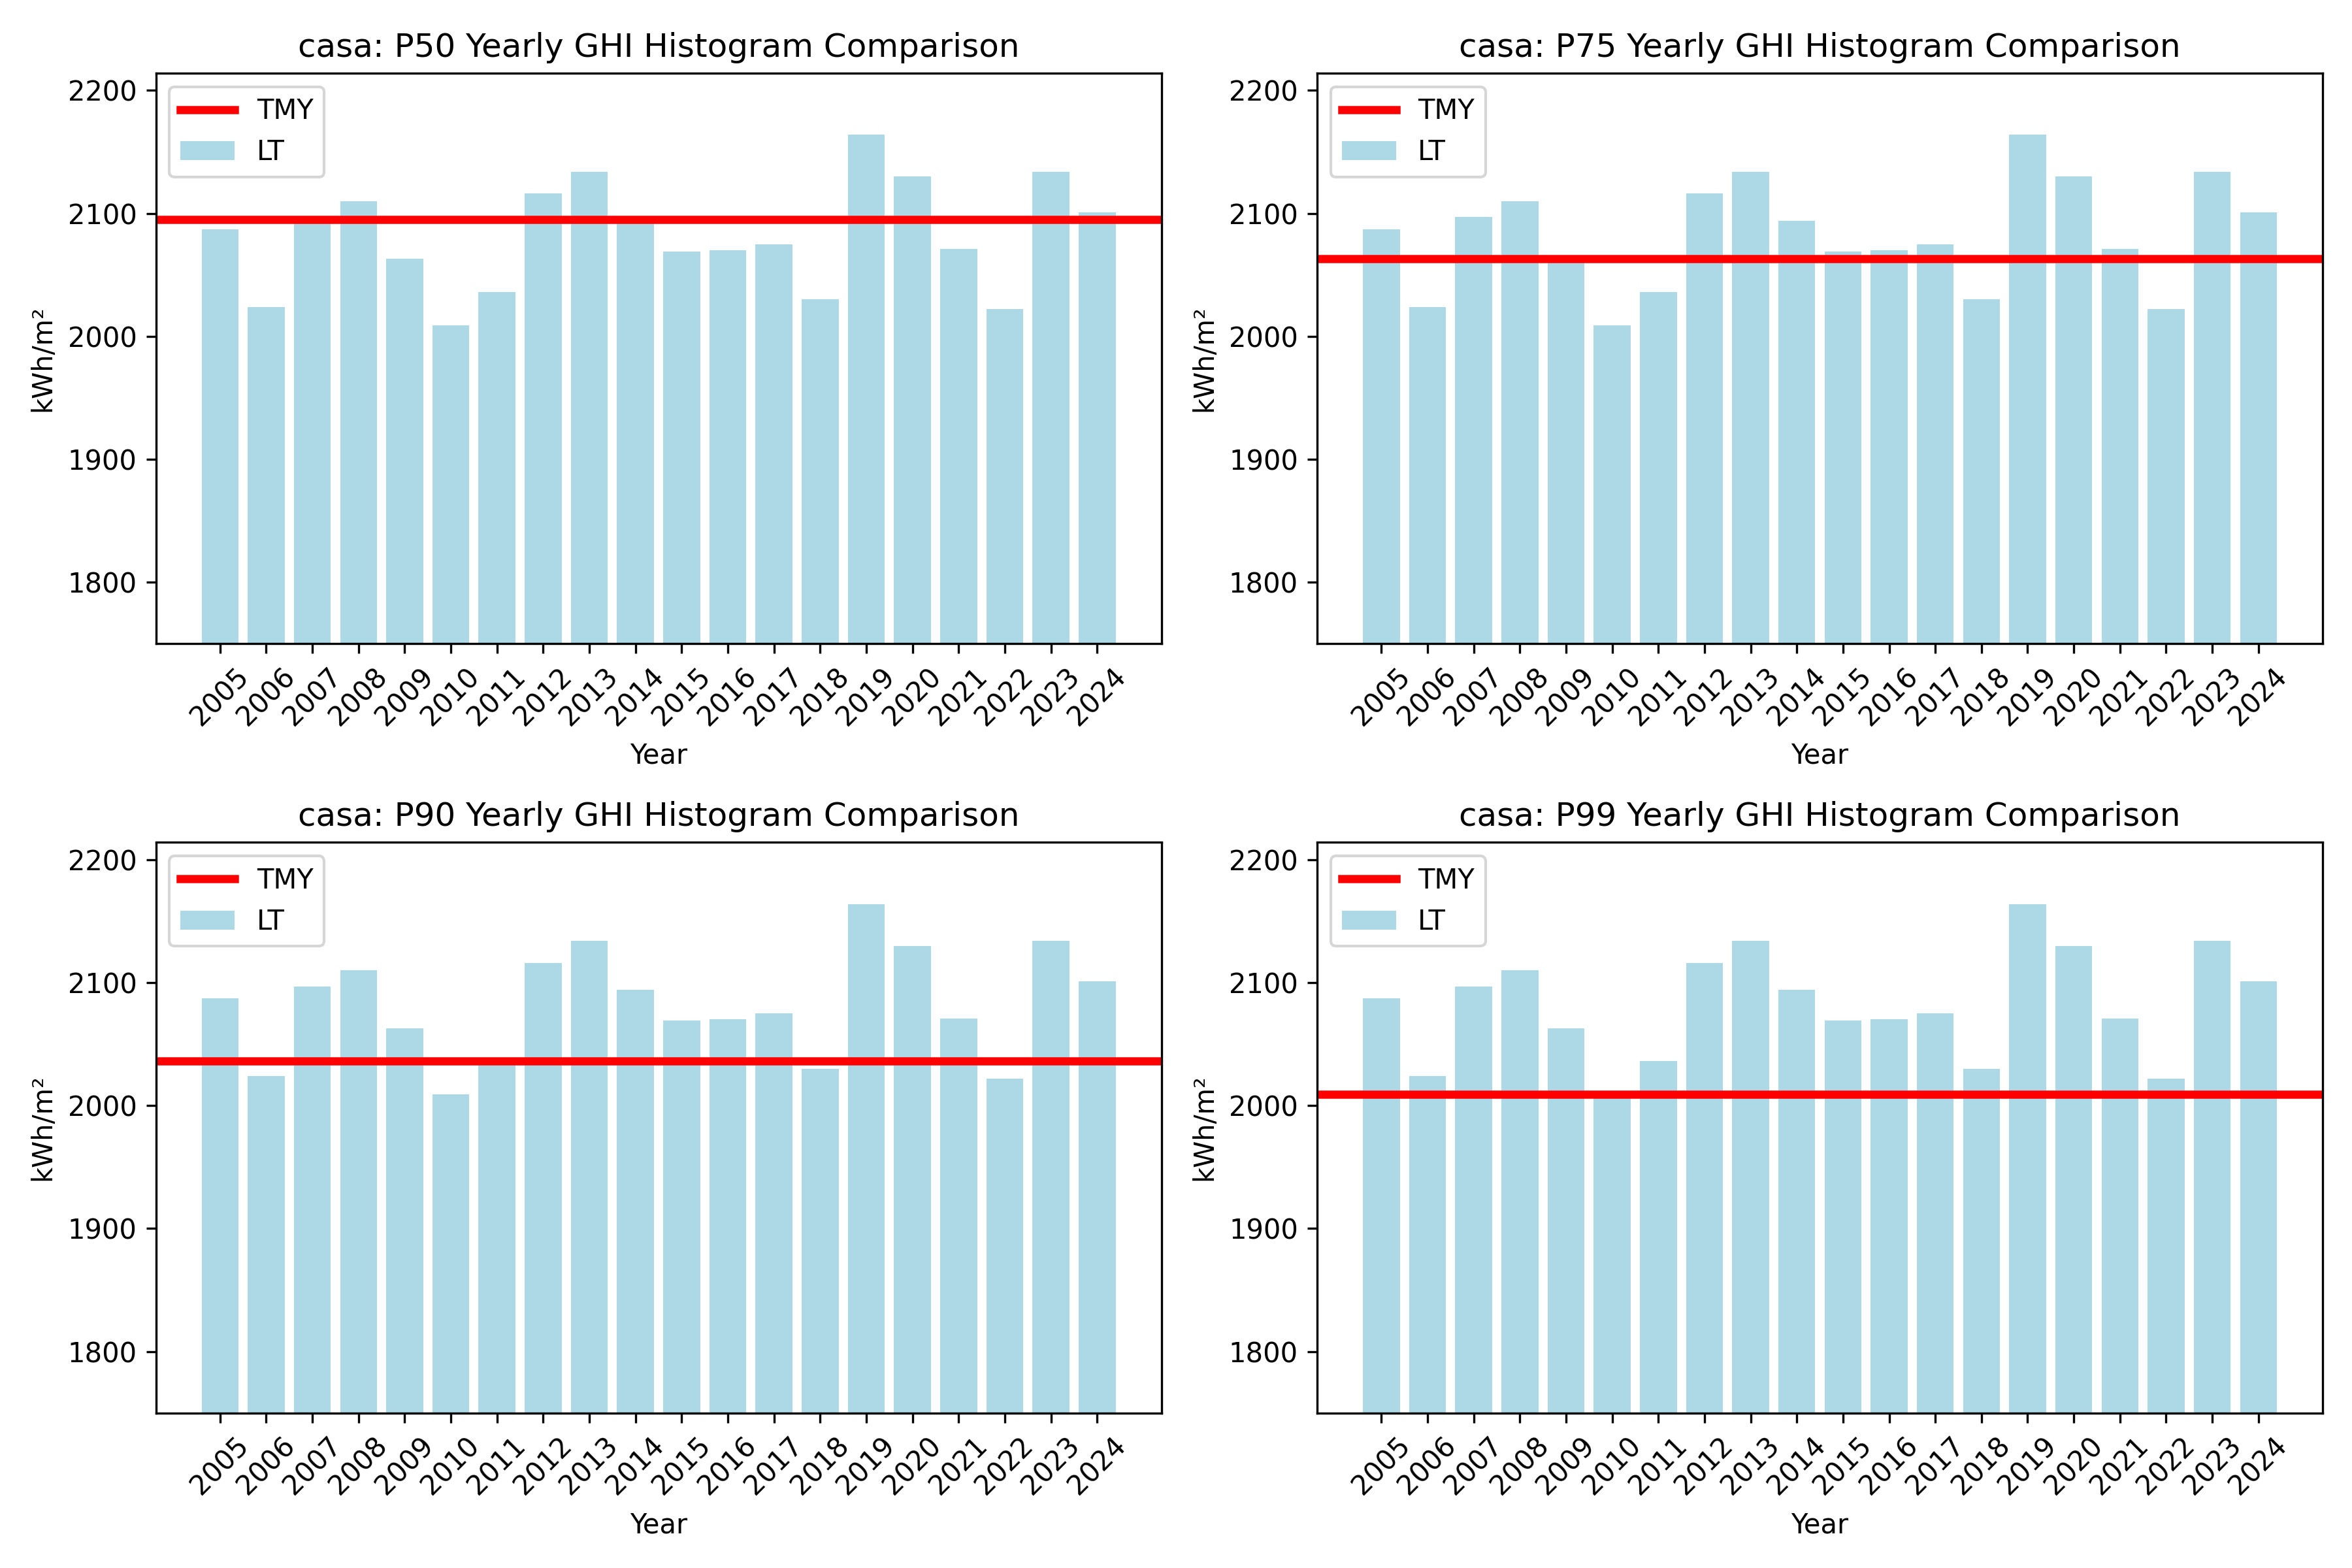 casa: P50 Yearly GHI Histogram Comparison
2200
2100
2000
1900
1800
kWh/m²
TMY
LT
2005 2006 2007 2008 2009 2010 2011 2012 2013 2014 2015 2016 2017 2018 2019 2020 2021 2022 2023 2024
Year
casa: P75 Yearly GHI Histogram Comparison
2200
2100
2000
1900
1800
kWh/m²
TMY
LT
2005 2006 2007 2008 2009 2010 2011 2012 2013 2014 2015 2016 2017 2018 2019 2020 2021 2022 2023 2024
Year
casa: P90 Yearly GHI Histogram Comparison
2200
2100
2000
1900
1800
kWh/m²
TMY
LT
2005 2006 2007 2008 2009 2010 2011 2012 2013 2014 2015 2016 2017 2018 2019 2020 2021 2022 2023 2024
Year
casa: P99 Yearly GHI Histogram Comparison
2200
2100
2000
1900
1800
kWh/m²
TMY
LT
2005 2006 2007 2008 2009 2010 2011 2012 2013 2014 2015 2016 2017 2018 2019 2020 2021 2022 2023 2024
Year